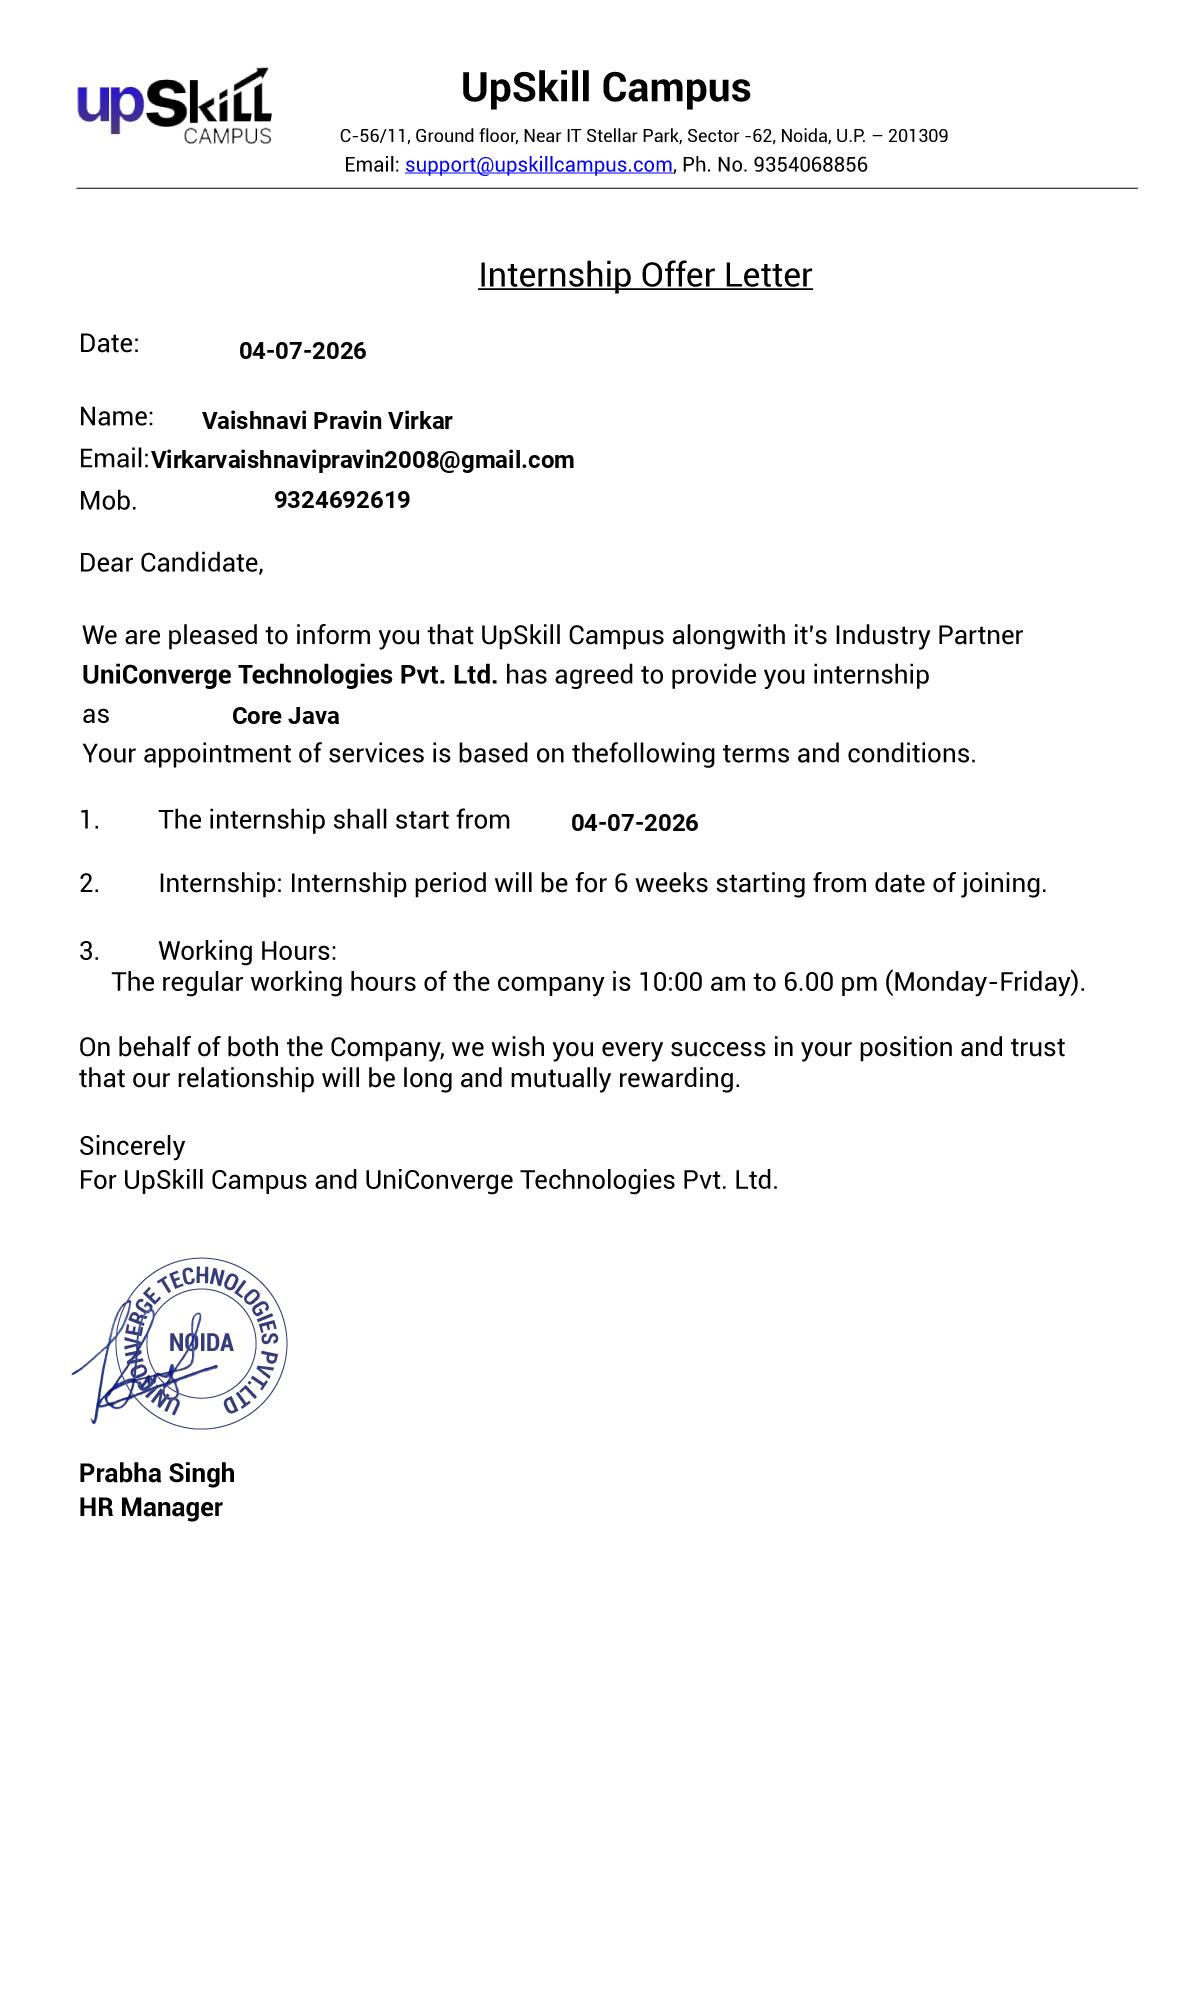 upSkill
CAMPUS
UpSkill Campus
C-56/11, Ground floor, Near IT Stellar Park, Sector -62, Noida, U.P. – 201309
Email: support@upskillcampus.com, Ph. No. 9354068856
Internship Offer Letter
Date: 04-07-2026
Name: Vaishnavi Pravin Virkar
Email:Virkarvaishnavipravin2008@gmail.com
Mob. 9324692619
Dear Candidate,
We are pleased to inform you that UpSkill Campus alongwith it's Industry Partner
UniConverge Technologies Pvt. Ltd. has agreed to provide you internship
as Core Java
Your appointment of services is based on thefollowing terms and conditions.
1. The internship shall start from 04-07-2026
2. Internship: Internship period will be for 6 weeks starting from date of joining.
3. Working Hours:
The regular working hours of the company is 10:00 am to 6.00 pm (Monday-Friday).
On behalf of both the Company, we wish you every success in your position and trust
that our relationship will be long and mutually rewarding.
Sincerely
For UpSkill Campus and UniConverge Technologies Pvt. Ltd.
UNICONVERGE TECHNOLOGIES PVT.LTD
NOIDA
Prabha Singh
HR Manager